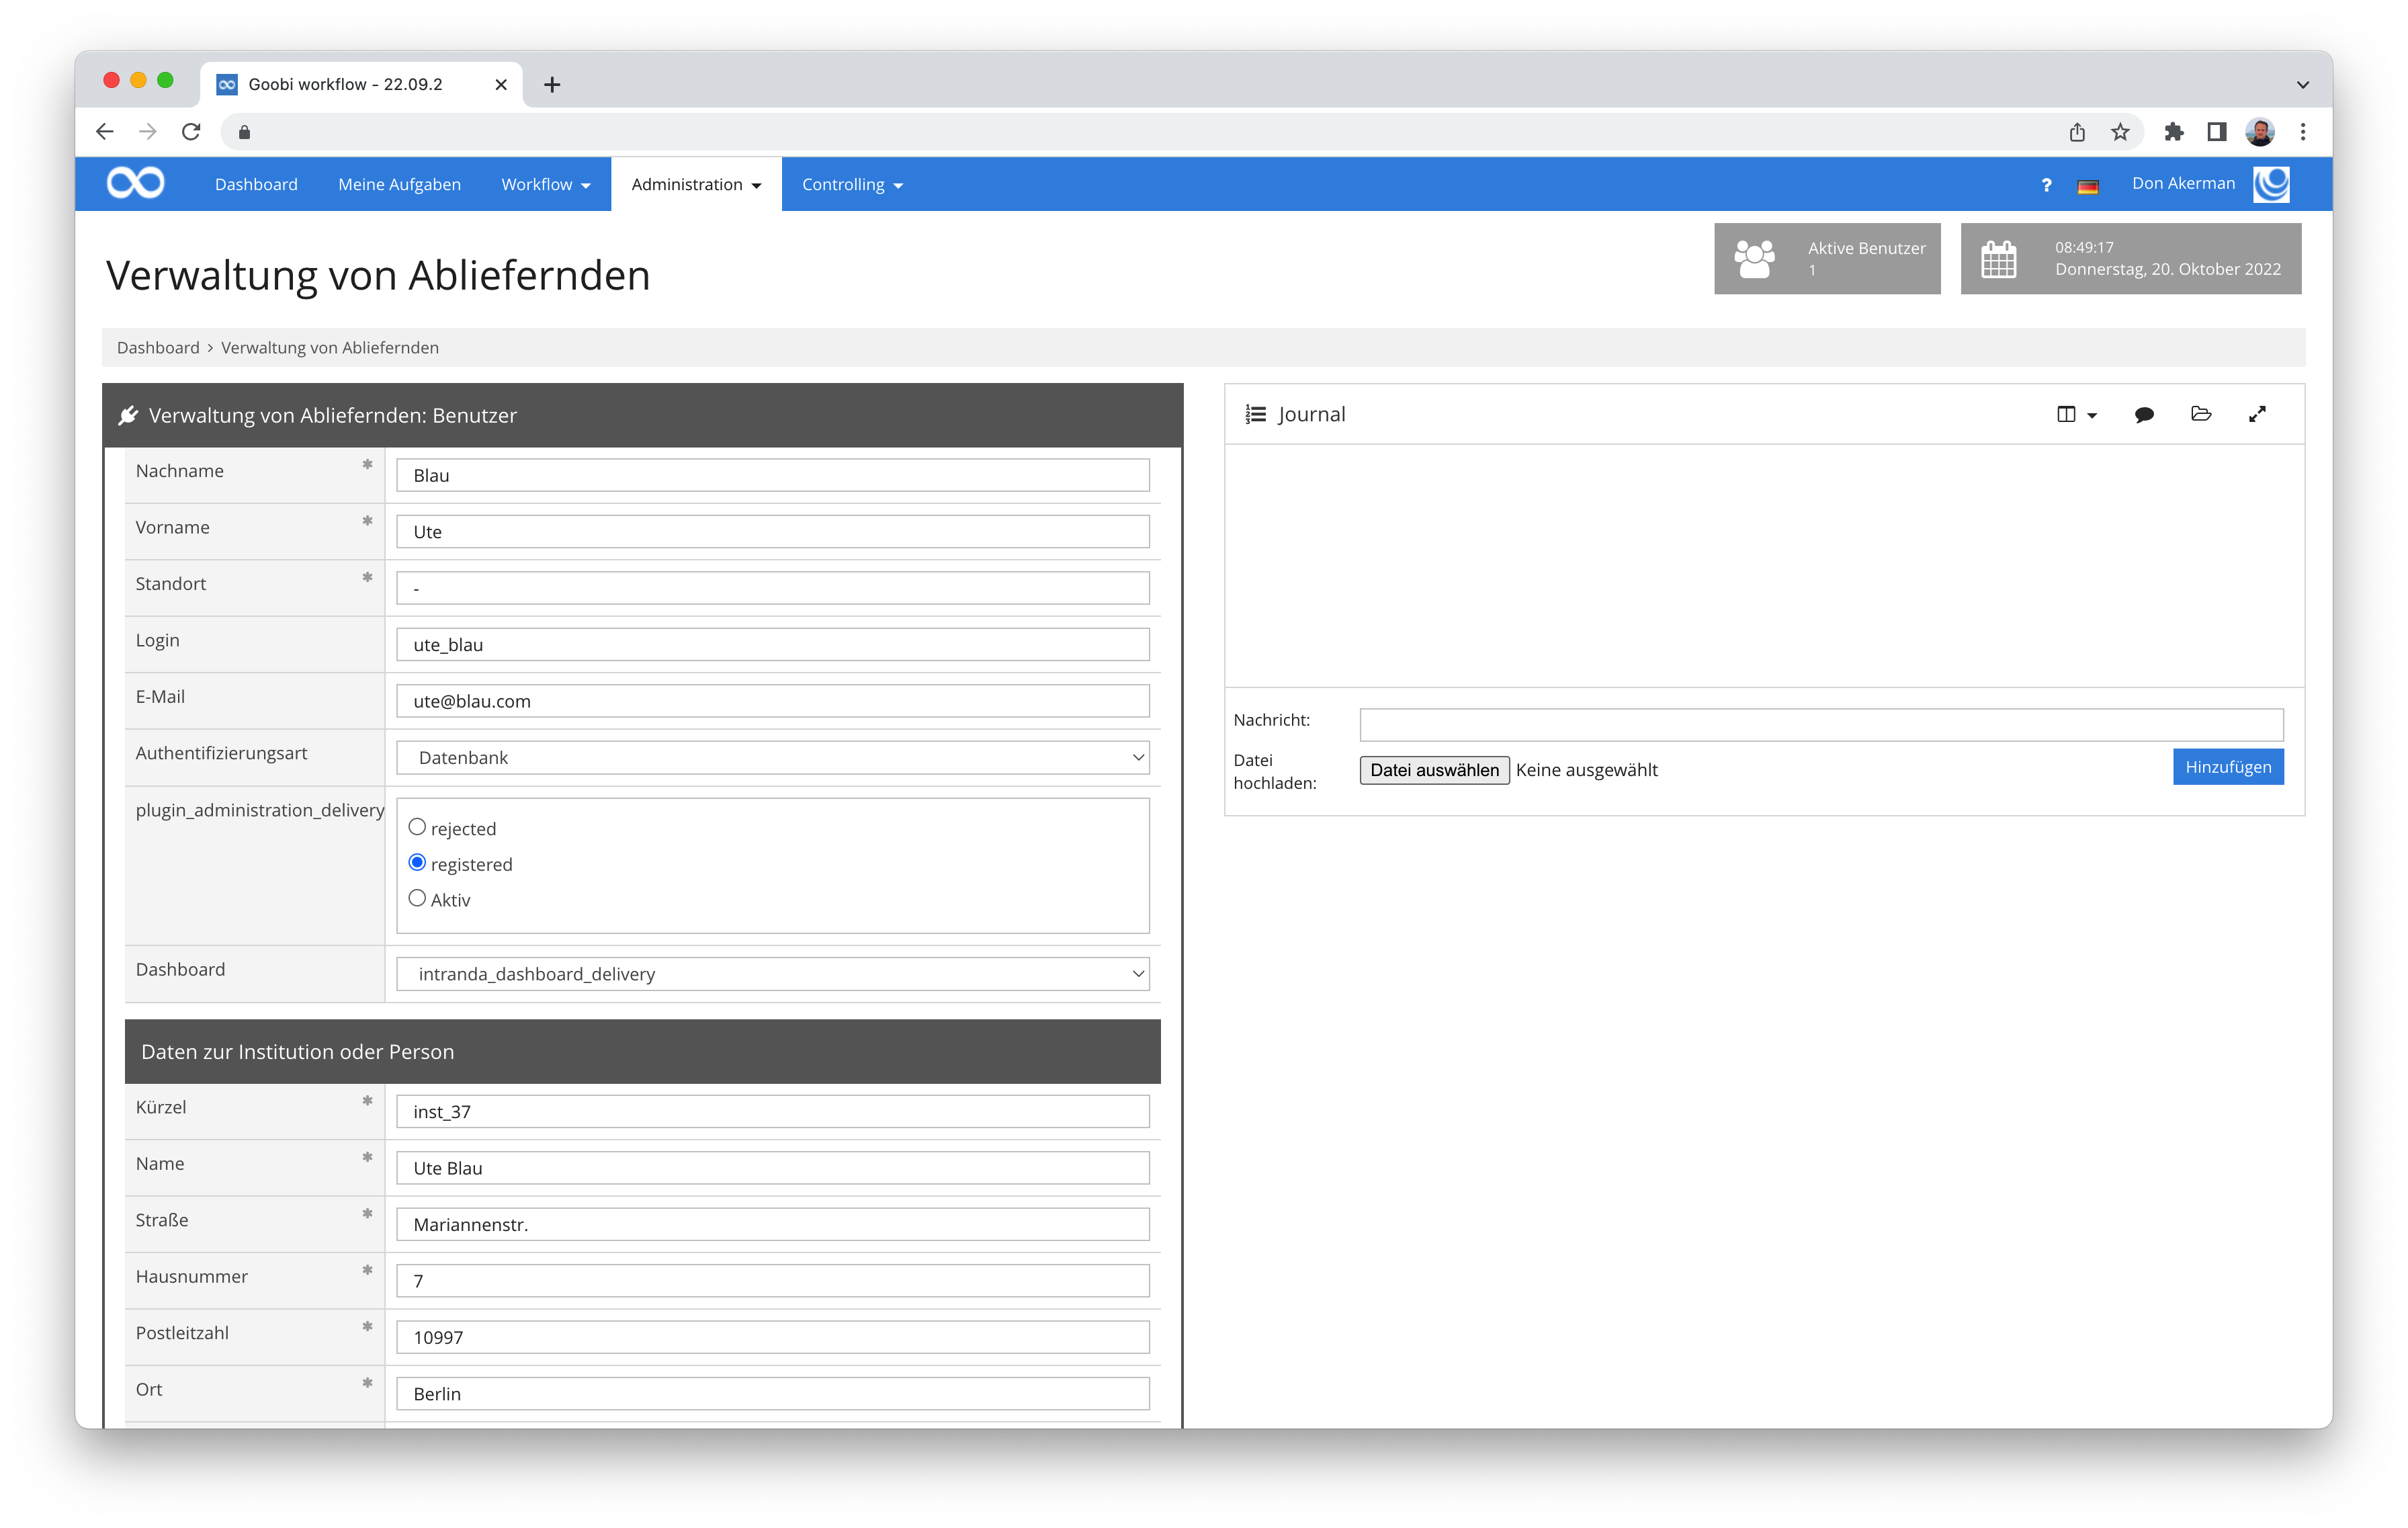 Goobi workflow - 22.09.2
Dashboard
Meine Aufgaben
Workflow
Administration
Controlling
?
Don Akerman
Verwaltung von Abliefernden
Aktive Benutzer
1
08:49:17
Donnerstag, 20. Oktober 2022
Dashboard › Verwaltung von Abliefernden
Verwaltung von Abliefernden: Benutzer
Nachname * Blau
Vorname * Ute
Standort * -
Login ute_blau
E-Mail ute@blau.com
Authentifizierungsart Datenbank
plugin_administration_delivery
rejected
registered
Aktiv
Dashboard intranda_dashboard_delivery
Daten zur Institution oder Person
Kürzel * inst_37
Name * Ute Blau
Straße * Mariannenstr.
Hausnummer * 7
Postleitzahl * 10997
Ort * Berlin
Journal
Nachricht:
Datei
hochladen:
Datei auswählen Keine ausgewählt
Hinzufügen